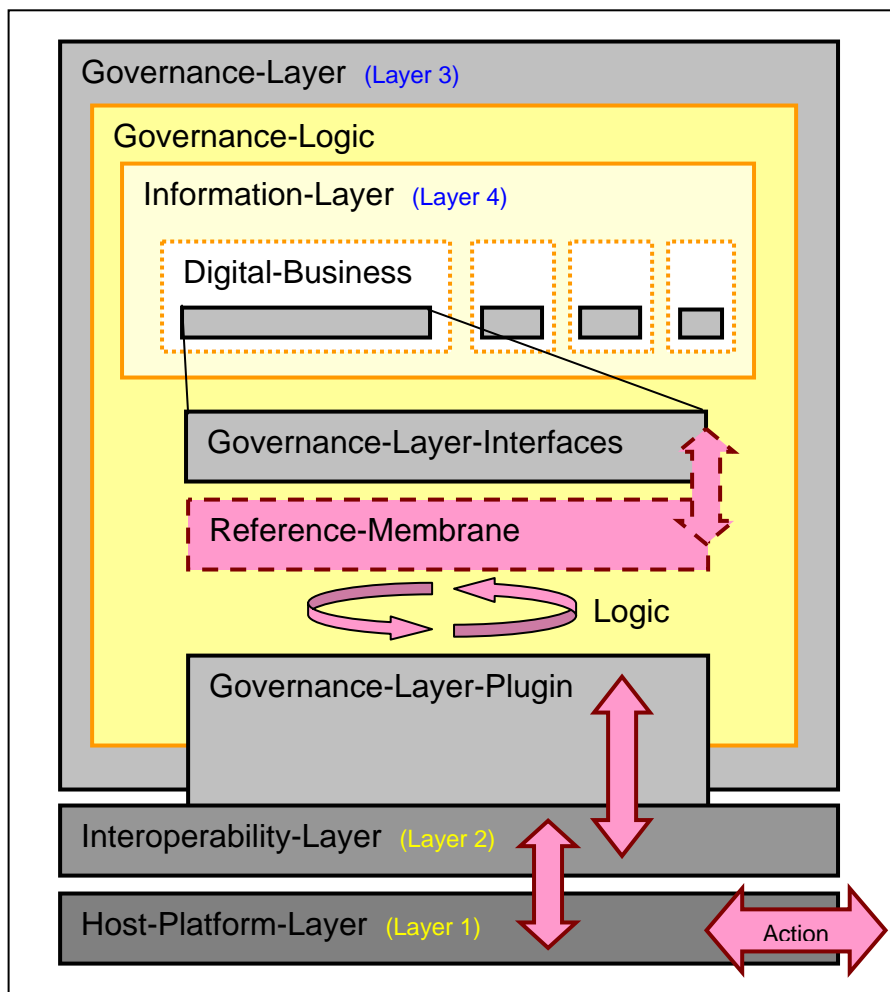 Governance-Layer (Layer 3)
Governance-Logic
Information-Layer (Layer 4)
Digital-Business
Governance-Layer-Interfaces
Reference-Membrane
Logic
Governance-Layer-Plugin
Interoperability-Layer (Layer 2)
Host-Platform-Layer (Layer 1)
Action